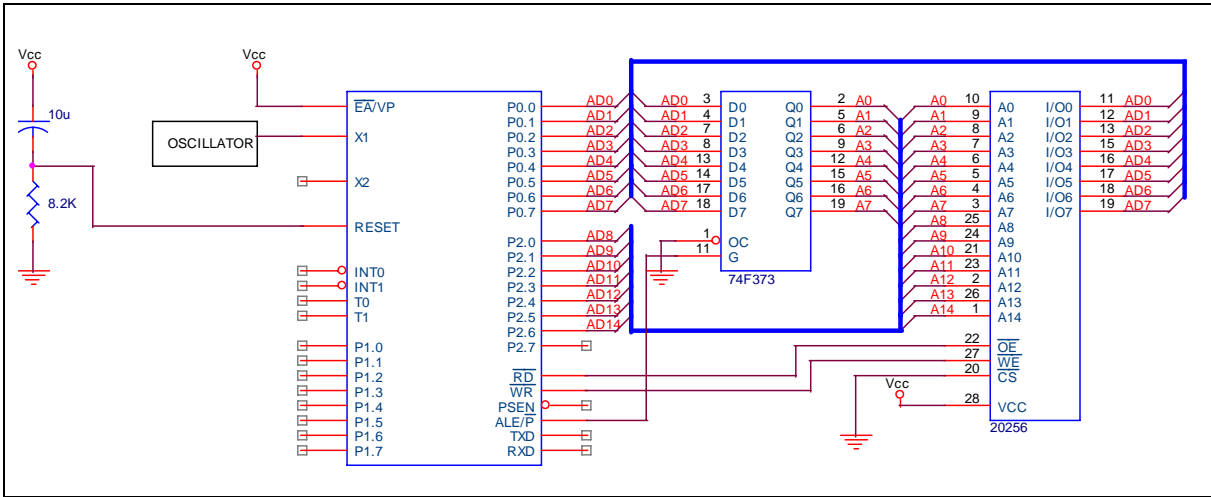 Vcc
10u
8.2K
Vcc
OSCILLATOR
EA/VP
X1
X2
RESET
INT0
INT1
T0
T1
P1.0
P1.1
P1.2
P1.3
P1.4
P1.5
P1.6
P1.7
P0.0 AD0
P0.1 AD1
P0.2 AD2
P0.3 AD3
P0.4 AD4
P0.5 AD5
P0.6 AD6
P0.7 AD7
P2.0 AD8
P2.1 AD9
P2.2 AD10
P2.3 AD11
P2.4 AD12
P2.5 AD13
P2.6 AD14
P2.7
RD
WR
PSEN
ALE/P
TXD
RXD
AD0 3 D0 Q0 2 A0
AD1 4 D1 Q1 5 A1
AD2 7 D2 Q2 6 A2
AD3 8 D3 Q3 9 A3
AD4 13 D4 Q4 12 A4
AD5 14 D5 Q5 15 A5
AD6 17 D6 Q6 16 A6
AD7 18 D7 Q7 19 A7
1 OC
11 G
74F373
A0 10 A0 I/O0 11 AD0
A1 9 A1 I/O1 12 AD1
A2 8 A2 I/O2 13 AD2
A3 7 A3 I/O3 15 AD3
A4 6 A4 I/O4 16 AD4
A5 5 A5 I/O5 17 AD5
A6 4 A6 I/O6 18 AD6
A7 3 A7 I/O7 19 AD7
A8 25 A8
A9 24 A9
A10 21 A10
A11 23 A11
A12 2 A12
A13 26 A13
A14 1 A14
22 OE
27 WE
20 CS
Vcc
28 VCC
20256